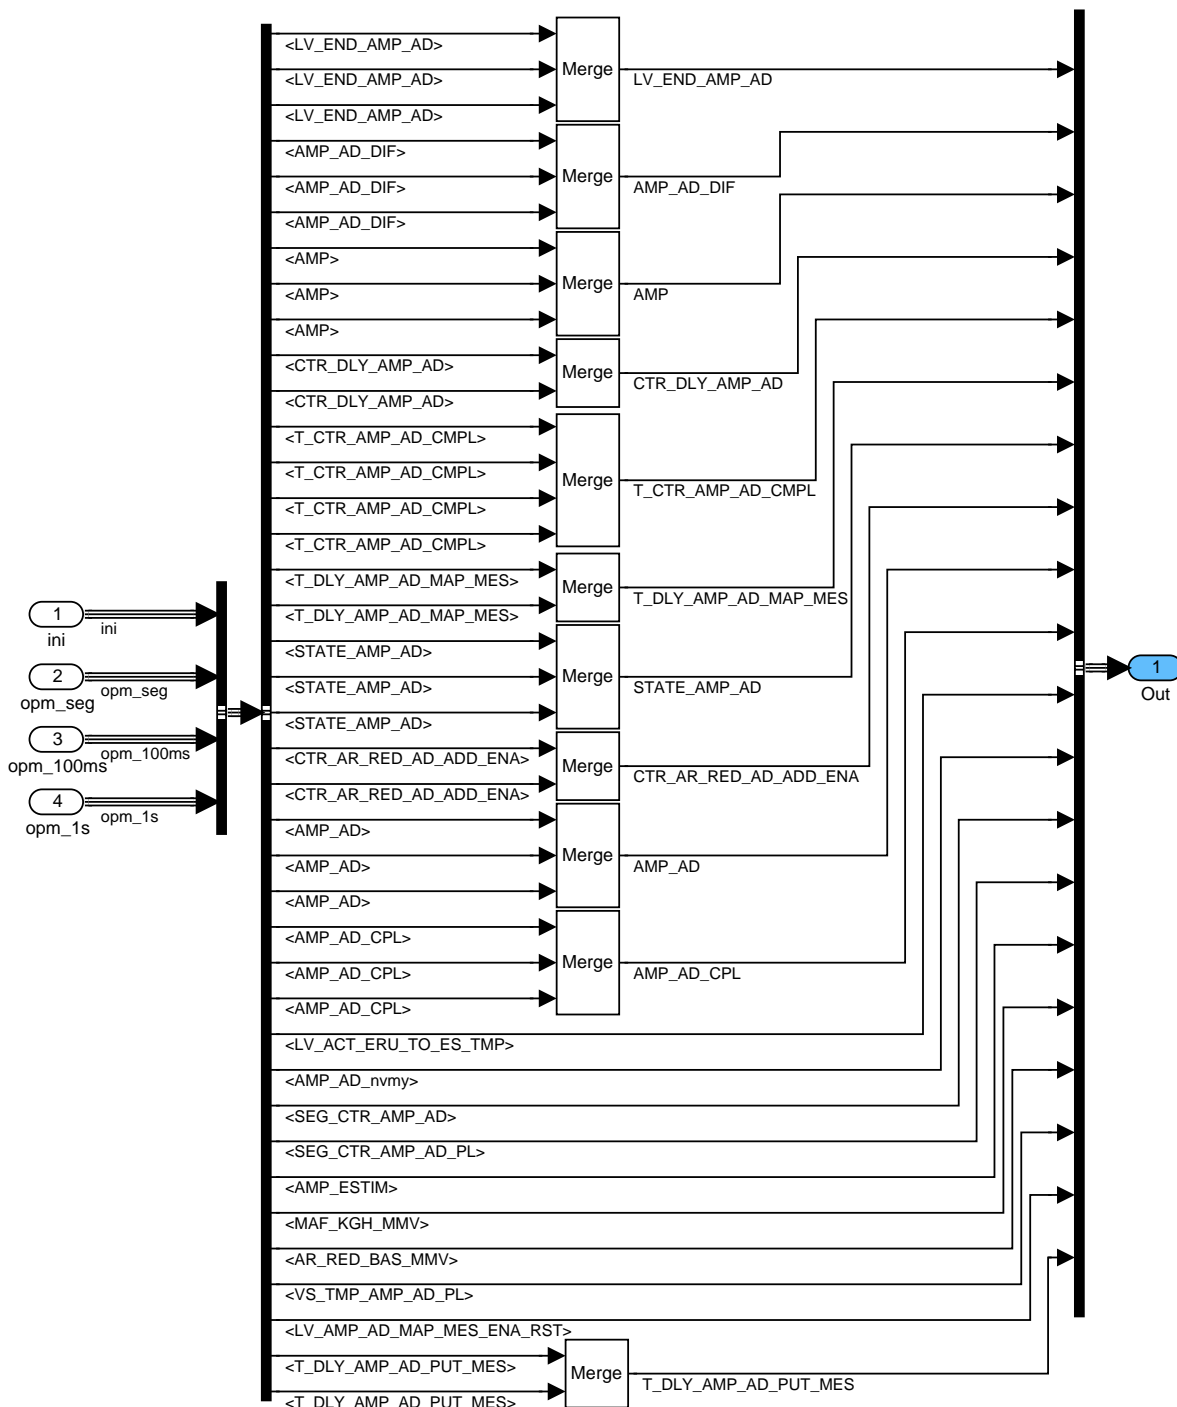 <LV_END_AMP_AD>
<LV_END_AMP_AD>
<LV_END_AMP_AD>
Merge
LV_END_AMP_AD
<AMP_AD_DIF>
<AMP_AD_DIF>
<AMP_AD_DIF>
Merge
AMP_AD_DIF
<AMP>
<AMP>
<AMP>
Merge
AMP
<CTR_DLY_AMP_AD>
<CTR_DLY_AMP_AD>
Merge
CTR_DLY_AMP_AD
<T_CTR_AMP_AD_CMPL>
<T_CTR_AMP_AD_CMPL>
<T_CTR_AMP_AD_CMPL>
<T_CTR_AMP_AD_CMPL>
Merge
T_CTR_AMP_AD_CMPL
<T_DLY_AMP_AD_MAP_MES>
<T_DLY_AMP_AD_MAP_MES>
Merge
T_DLY_AMP_AD_MAP_MES
1
ini
ini
2
opm_seg
opm_seg
3
opm_100ms
opm_100ms
4
opm_1s
opm_1s
<STATE_AMP_AD>
<STATE_AMP_AD>
<STATE_AMP_AD>
Merge
STATE_AMP_AD
1
Out
<CTR_AR_RED_AD_ADD_ENA>
<CTR_AR_RED_AD_ADD_ENA>
Merge
CTR_AR_RED_AD_ADD_ENA
<AMP_AD>
<AMP_AD>
<AMP_AD>
Merge
AMP_AD
<AMP_AD_CPL>
<AMP_AD_CPL>
<AMP_AD_CPL>
Merge
AMP_AD_CPL
<LV_ACT_ERU_TO_ES_TMP>
<AMP_AD_nvmy>
<SEG_CTR_AMP_AD>
<SEG_CTR_AMP_AD_PL>
<AMP_ESTIM>
<MAF_KGH_MMV>
<AR_RED_BAS_MMV>
<VS_TMP_AMP_AD_PL>
<LV_AMP_AD_MAP_MES_ENA_RST>
<T_DLY_AMP_AD_PUT_MES>
<T_DLY_AMP_AD_PUT_MES>
Merge
T_DLY_AMP_AD_PUT_MES